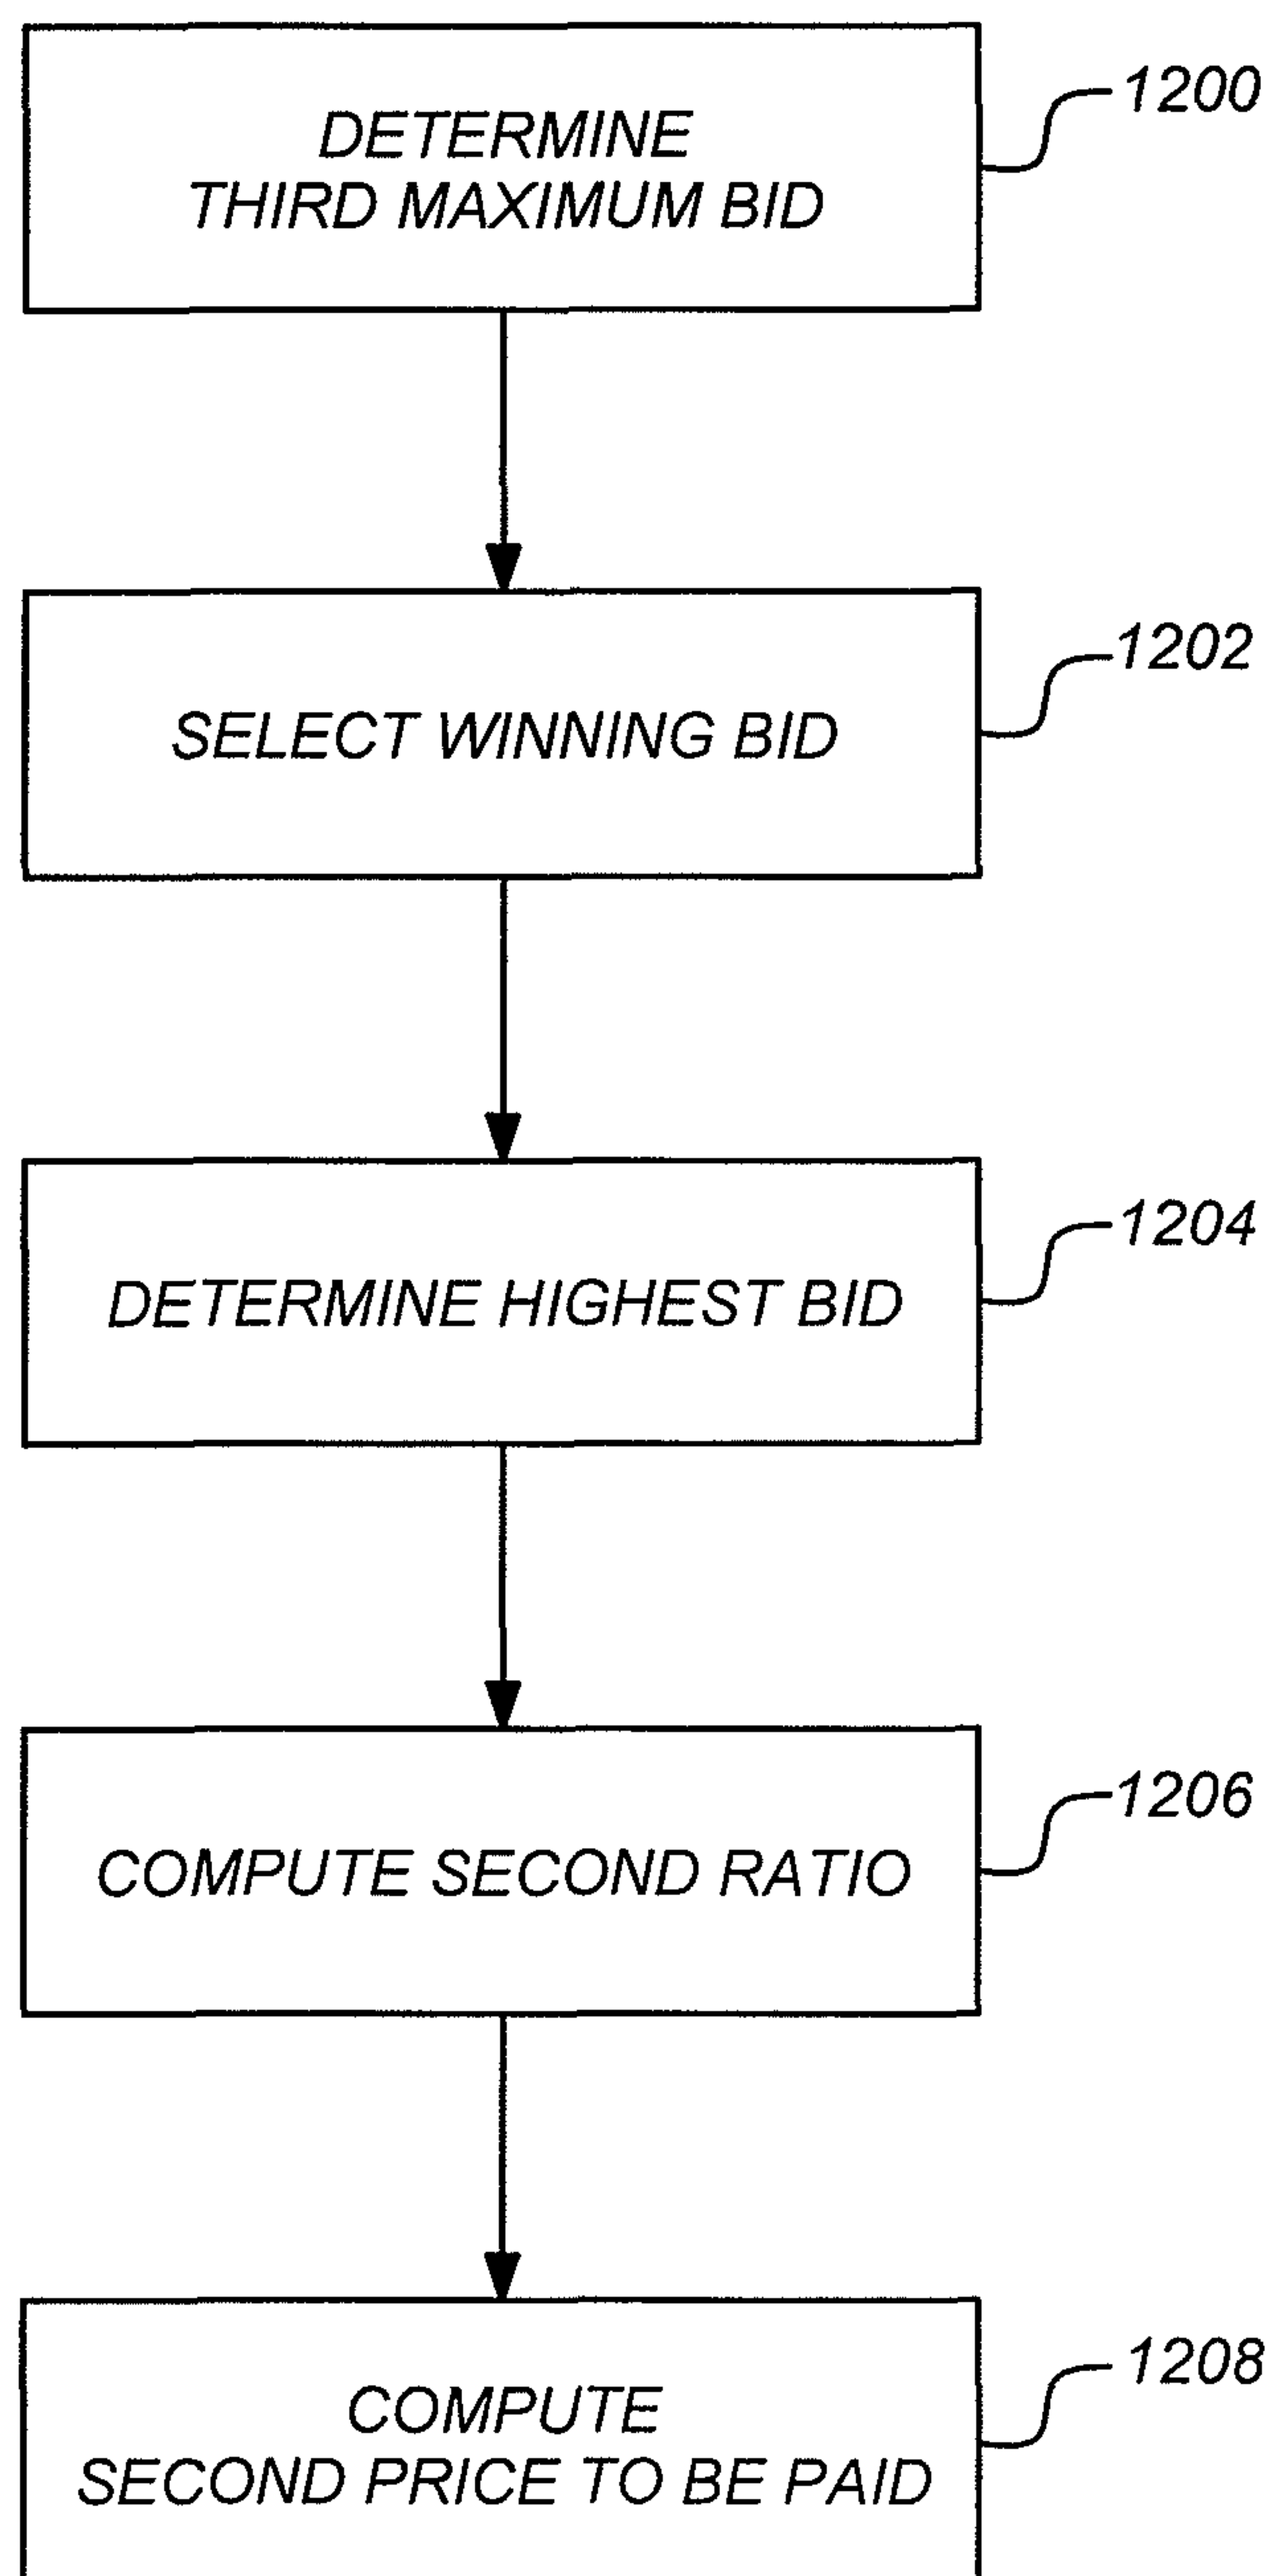 DETERMINE
THIRD MAXIMUM BID
1200
SELECT WINNING BID
1202
DETERMINE HIGHEST BID
1204
COMPUTE SECOND RATIO
1206
COMPUTE
SECOND PRICE TO BE PAID
1208